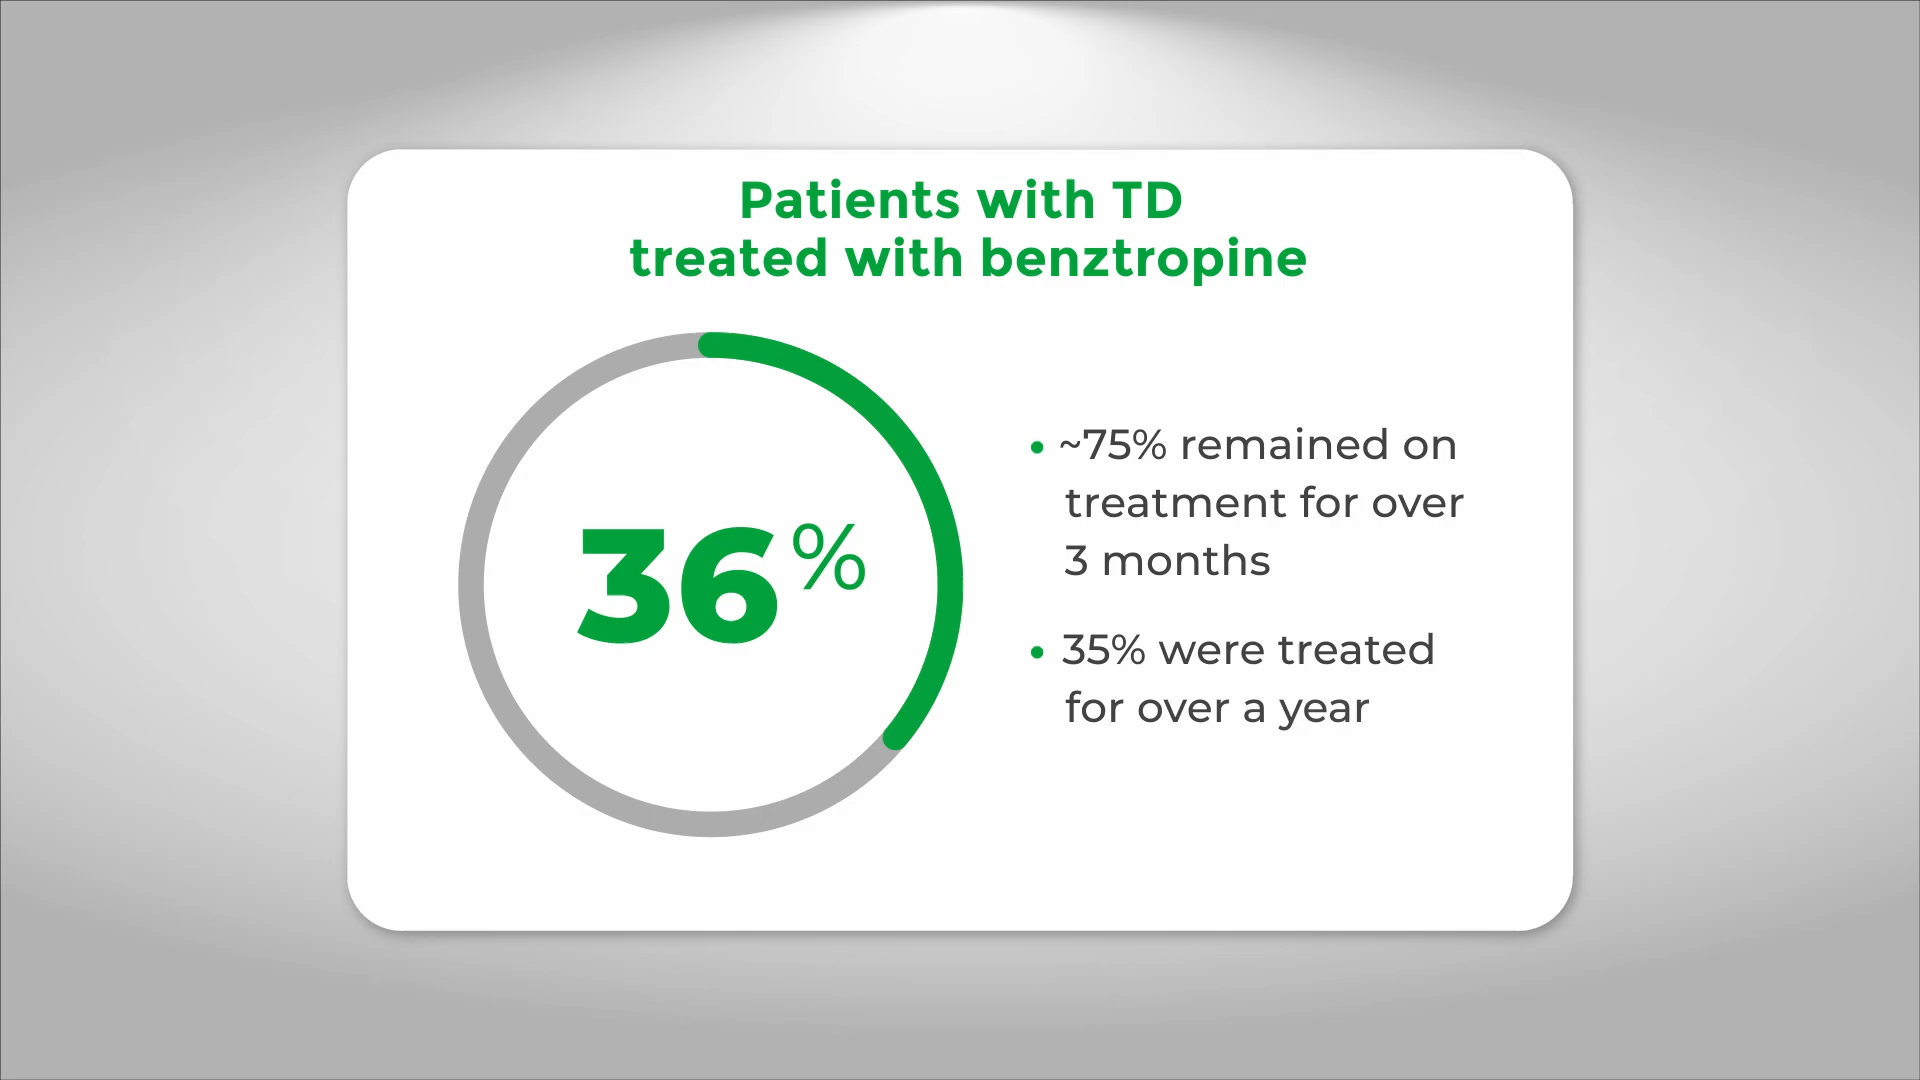 Patients with TD
treated with benztropine
36%
• ~75% remained on
treatment for over
3 months
• 35% were treated
for over a year